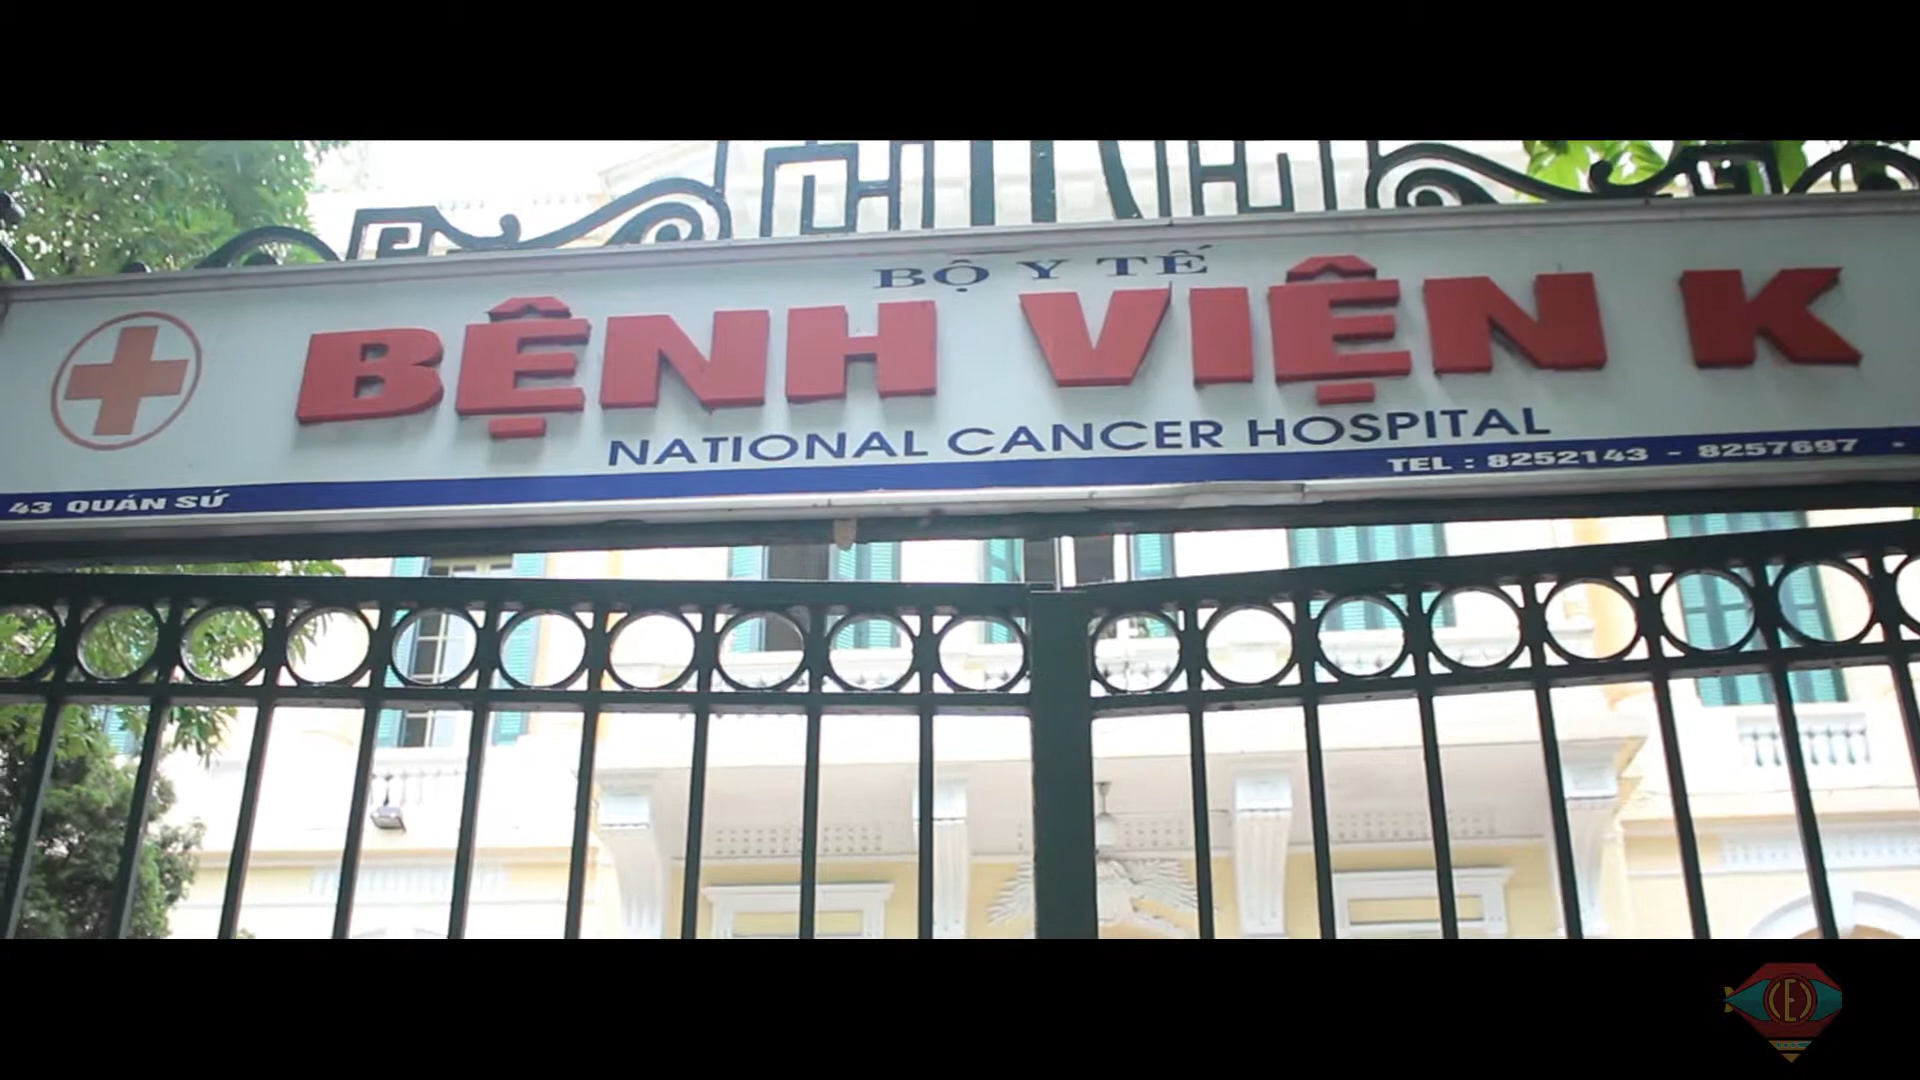 BỘ Y TẾ
BỆNH VIỆN K
NATIONAL CANCER HOSPITAL
43 QUÁN SỨ
TEL : 8252143 - 8257697 -
(E)